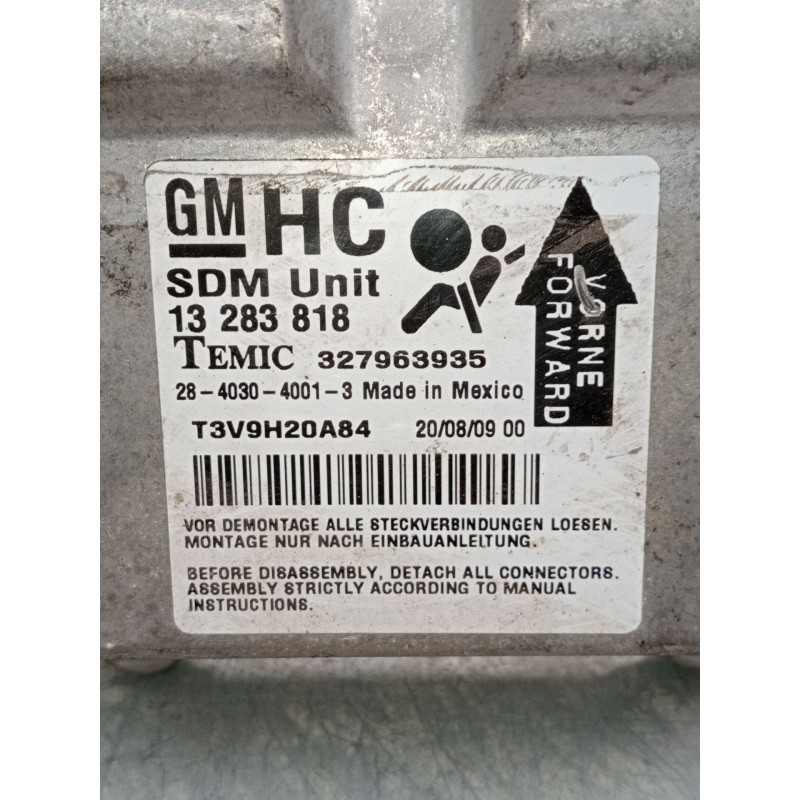 GM HC
SDM Unit
13 283 818
TEMIC 327963935
28-4030-4001-3 Made in Mexico
T3V9H20A84 20/08/09 00
VORNE
FORWARD
VOR DEMONTAGE ALLE STECKVERBINDUNGEN LOESEN.
MONTAGE NUR NACH EINBAUANLEITUNG.
BEFORE DISASSEMBLY, DETACH ALL CONNECTORS.
ASSEMBLY STRICTLY ACCORDING TO MANUAL
INSTRUCTIONS.